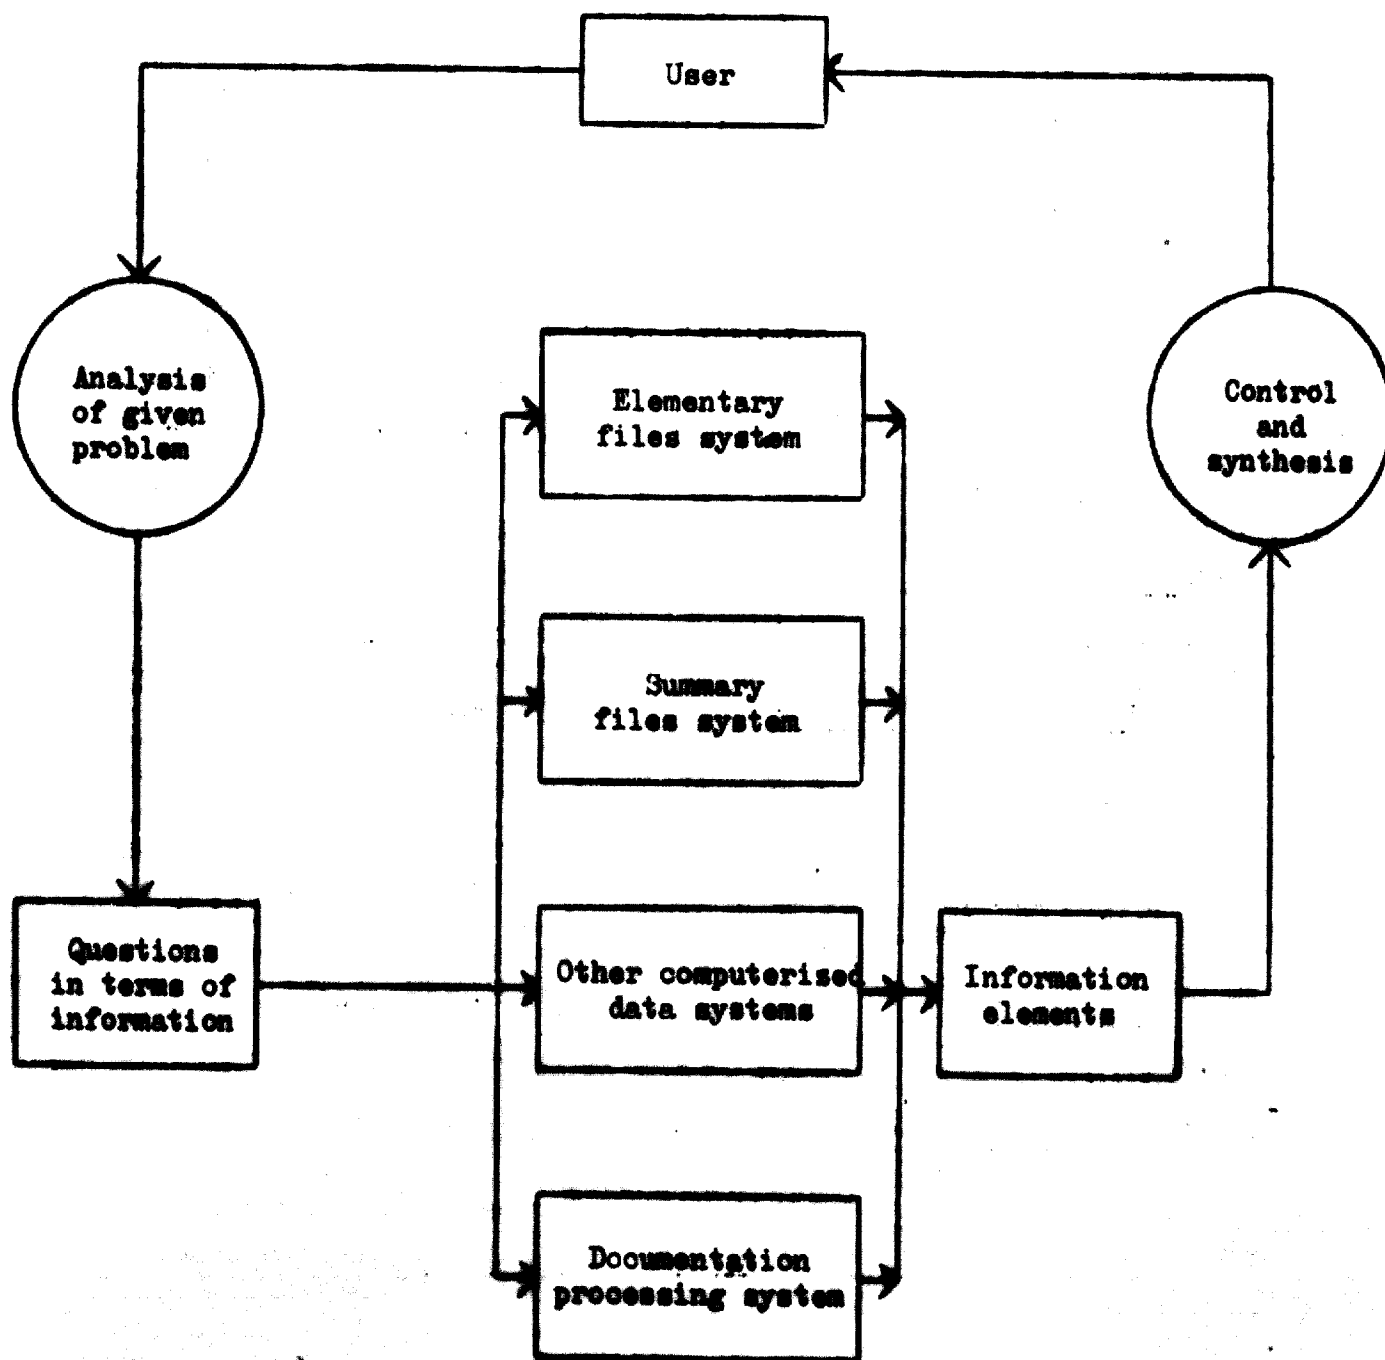 User
Analysis
of given
problem
Elementary
files system
Control
and
synthesis
Summary
files system
Questions
in terms of
information
Other computerised
data systems
Information
elements
Documentation
processing system